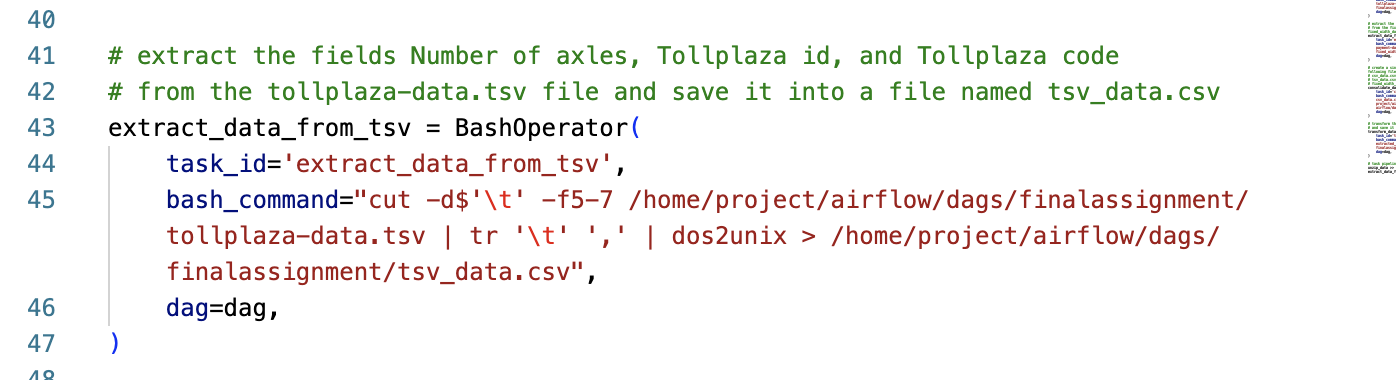 40
41 # extract the fields Number of axles, Tollplaza id, and Tollplaza code
42 # from the tollplaza-data.tsv file and save it into a file named tsv_data.csv
43 extract_data_from_tsv = BashOperator(
44 task_id='extract_data_from_tsv',
45 bash_command="cut -d$'\t' -f5-7 /home/project/airflow/dags/finalassignment/
tollplaza-data.tsv | tr '\t' ',' | dos2unix > /home/project/airflow/dags/
finalassignment/tsv_data.csv",
46 dag=dag,
47 )
48